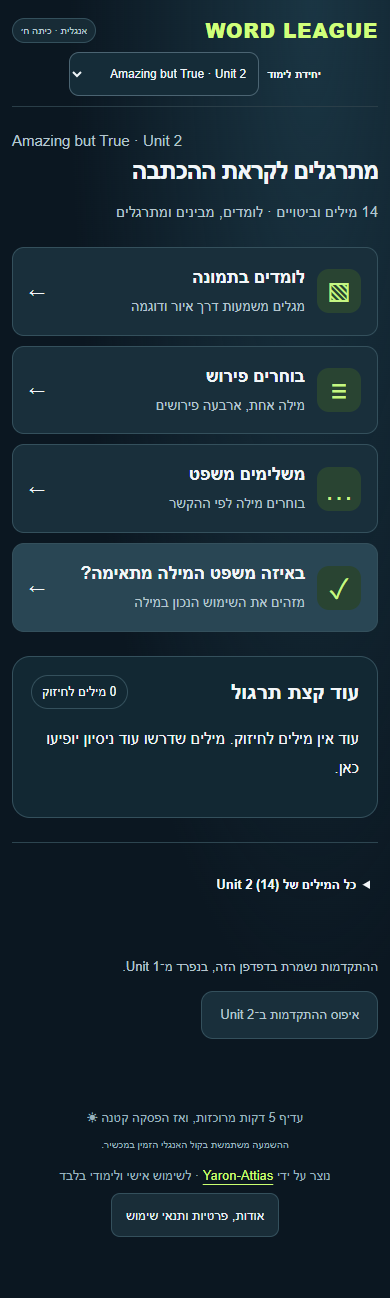 WORD LEAGUE
אנגלית · כיתה ח׳
יחידת לימוד
Amazing but True · Unit 2
Amazing but True · Unit 2
מתרגלים לקראת ההכתבה
14 מילים וביטויים · לומדים, מבינים ומתרגלים
לומדים בתמונה
מגלים משמעות דרך איור ודוגמה
←
בוחרים פירוש
מילה אחת, ארבעה פירושים
←
משלימים משפט
בוחרים מילה לפי ההקשר
←
באיזה משפט המילה מתאימה?
מזהים את השימוש הנכון במילה
←
עוד קצת תרגול
0 מילים לחיזוק
עוד אין מילים לחיזוק. מילים שדרשו עוד ניסיון יופיעו
כאן.
כל המילים של Unit 2 (14)
ההתקדמות נשמרת בדפדפן הזה, בנפרד מ־Unit 1.
איפוס ההתקדמות ב־Unit 2
עדיף 5 דקות מרוכזות, ואז הפסקה קטנה ☀
ההשמעה משתמשת בקול האנגלי הזמין במכשיר.
נוצר על ידי Yaron-Attias · לשימוש אישי ולימודי בלבד
אודות, פרטיות ותנאי שימוש